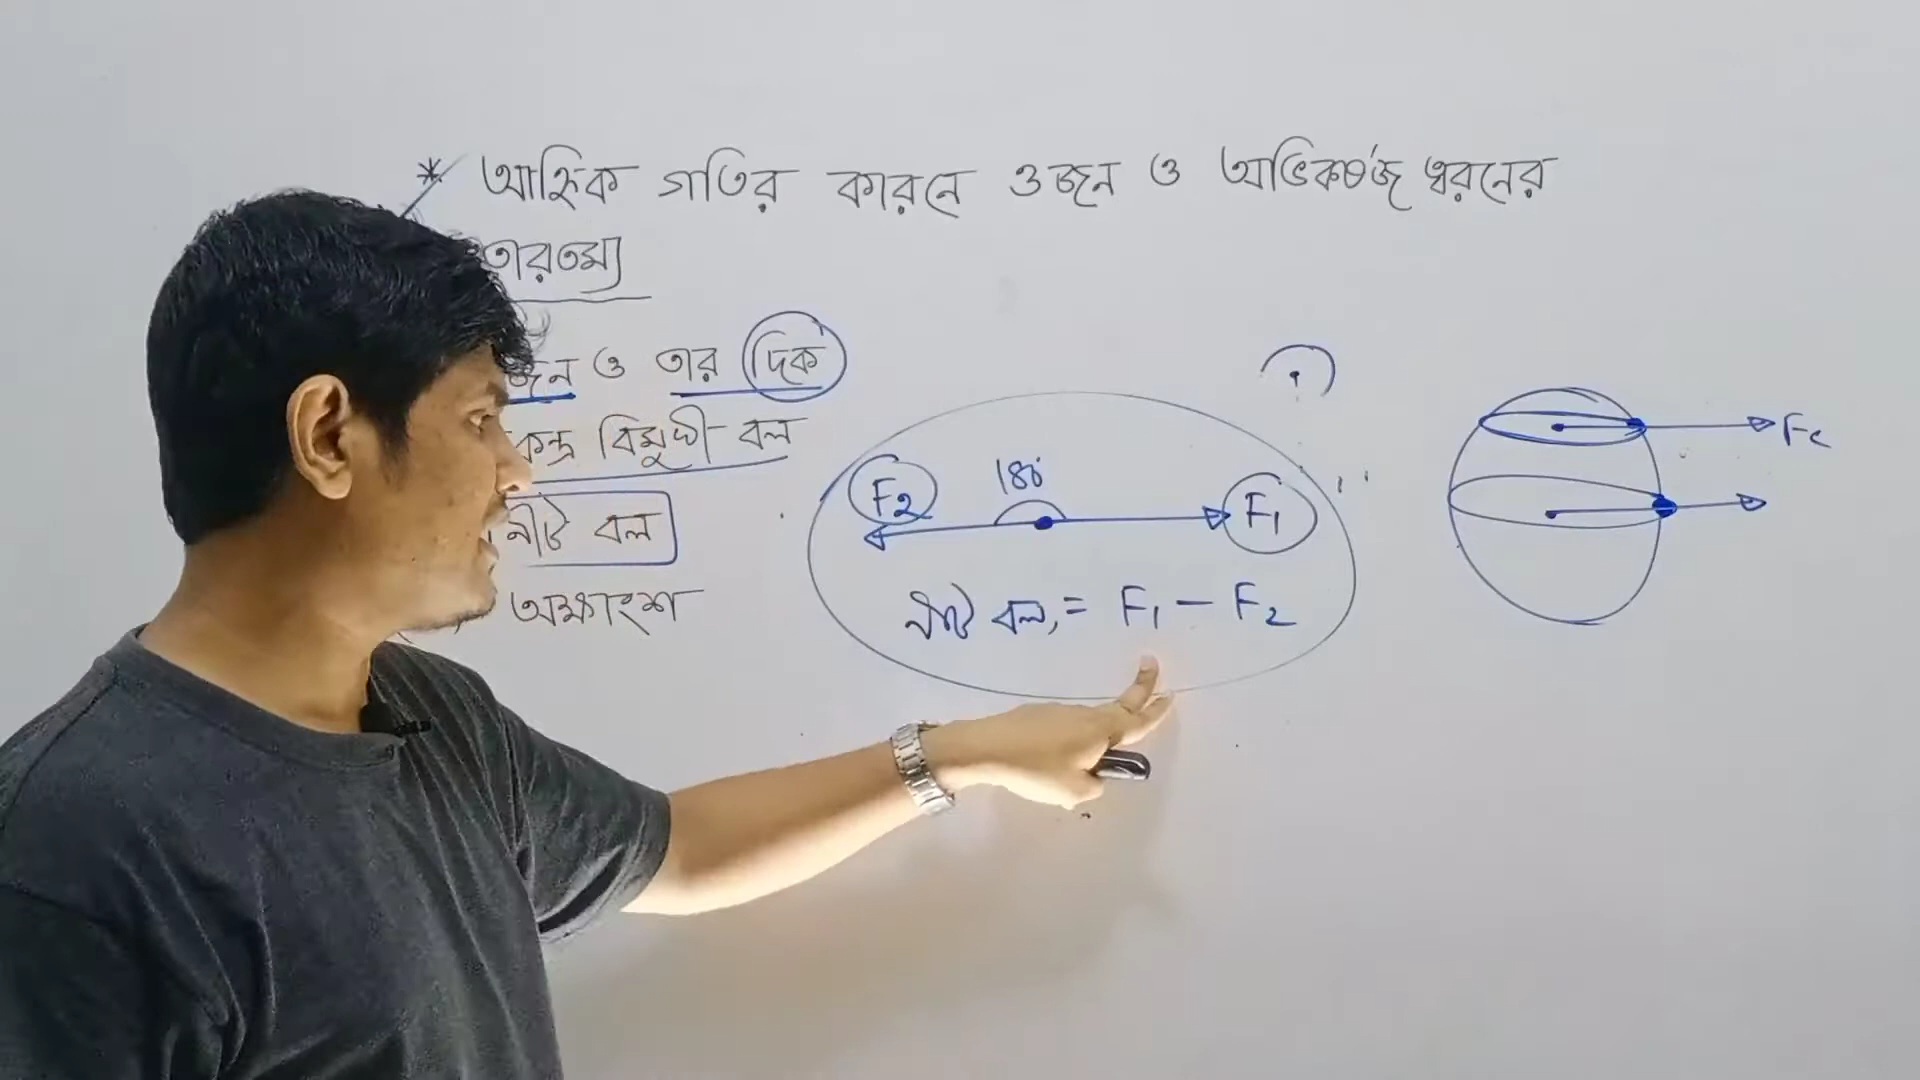 * আহ্নিক গতির কারনে ওজন ও অভিকর্ষজ ত্বরনের
তারতম্য
জন ও তার দিক
কেন্দ্র বিমুখী বল
নীট বল
অক্ষাংশ
F₂ 180° F₁
নীট বল, = F₁ − F₂
Fc